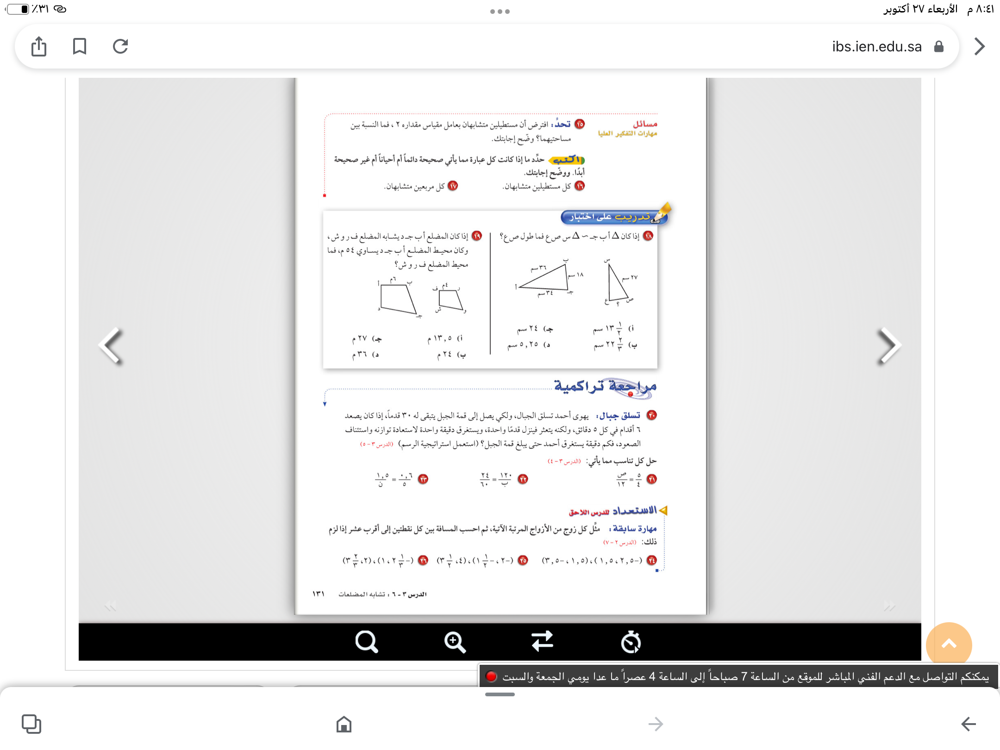 ٨:٤١ م الأربعاء ٢٧ أكتوبر
٪٣١
ibs.ien.edu.sa
مسائل
مهارات التفكير العليا
١٥ تحدٍّ: افترض أن مستطيلين متشابهان بعامل مقياس مقداره ٢ ، فما النسبة بين
مساحتيهما؟ وضّح إجابتك.
اكتب حدِّد ما إذا كانت كل عبارة مما يأتي صحيحة دائماً أم أحياناً أم غير صحيحة
أبدًا. ووضّح إجابتك.
١٦ كل مستطيلين متشابهان. ١٧ كل مربعين متشابهان.
تدريب على اختبار
١٨ إذا كان Δ أ ب جـ ∽ Δ س ص ع فما طول ص ع؟
س
٢٧ سم
ص
؟
ع
ب
٣٦ سم
١٨ سم
أ
٣٤ سم
جـ
أ) ١٣ ١/٢ سم جـ) ٢٤ سم
ب) ٢٢ ٢/٣ سم د) ٥,٢٥ سم
١٩ إذا كان المضلع أ ب جـ د يشابه المضلع ف ر و ش،
وكان محيط المضلع أ ب جـ د يساوي ٥٤ م، فما
محيط المضلع ف ر و ش؟
ف ٤م ر
ش و
أ ٦م ب
د جـ
أ) ١٣,٥ م جـ) ٢٧ م
ب) ٢٤ م د) ٣٦ م
مراجعة تراكمية
٢٠ تسلق جبال: يهوى أحمد تسلق الجبال، ولكي يصل إلى قمة الجبل يتبقى له ٣٠ قدماً، إذا كان يصعد
٦ أقدام في كل ٥ دقائق، ولكنه يتعثر فينزل قدمًا واحدة، ويستغرق دقيقة واحدة لاستعادة توازنه واستئناف
الصعود، فكم دقيقة يستغرق أحمد حتى يبلغ قمة الجبل؟ (استعمل استراتيجية الرسم) (الدرس ٣ – ٥)
حل كل تناسب مما يأتي: (الدرس ٣ – ٤)
٢١ ٥/٤ = ص/١٢ ٢٢ ١٢٠/ب = ٢٤/٦٠ ٢٣ ٠,٦/٥ = ١,٥/ن
الاستعداد للدرس اللاحق
مهارة سابقة: مثِّل كل زوج من الأزواج المرتبة الآتية، ثم احسب المسافة بين كل نقطتين إلى أقرب عشر إذا لزم
ذلك: (الدرس ٢ – ٧)
٢٤ (−٢,٥، ١,٥)، (١,٥، −٣,٥) ٢٥ (−٢، −١ ١/٢)، (٤، ٣ ١/٢) ٢٦ (−٢ ١/٣، ١)، (٢، ٣ ٢/٣)
الدرس ٣ – ٦ : تشابه المضلعات ١٣١
يمكنكم التواصل مع الدعم الفني المباشر للموقع من الساعة 7 صباحاً إلى الساعة 4 عصراً ما عدا يومي الجمعة والسبت